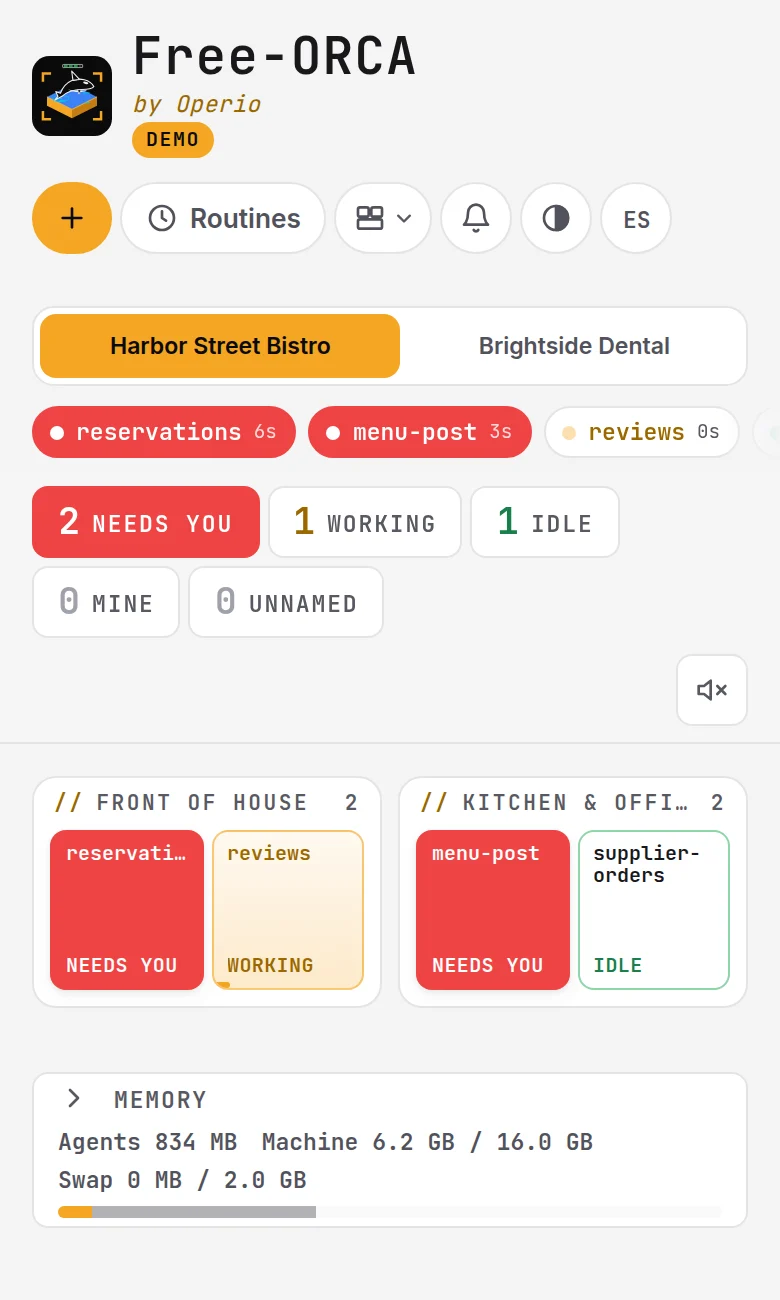 Free-ORCA
by Operio
DEMO
Routines
ES
Harbor Street Bistro
Brightside Dental
reservations 6s
menu-post 3s
reviews 0s
2 NEEDS YOU
1 WORKING
1 IDLE
0 MINE
0 UNNAMED
// FRONT OF HOUSE 2
reservati…
NEEDS YOU
reviews
WORKING
// KITCHEN & OFFI… 2
menu-post
NEEDS YOU
supplier-
orders
IDLE
MEMORY
Agents 834 MB Machine 6.2 GB / 16.0 GB
Swap 0 MB / 2.0 GB